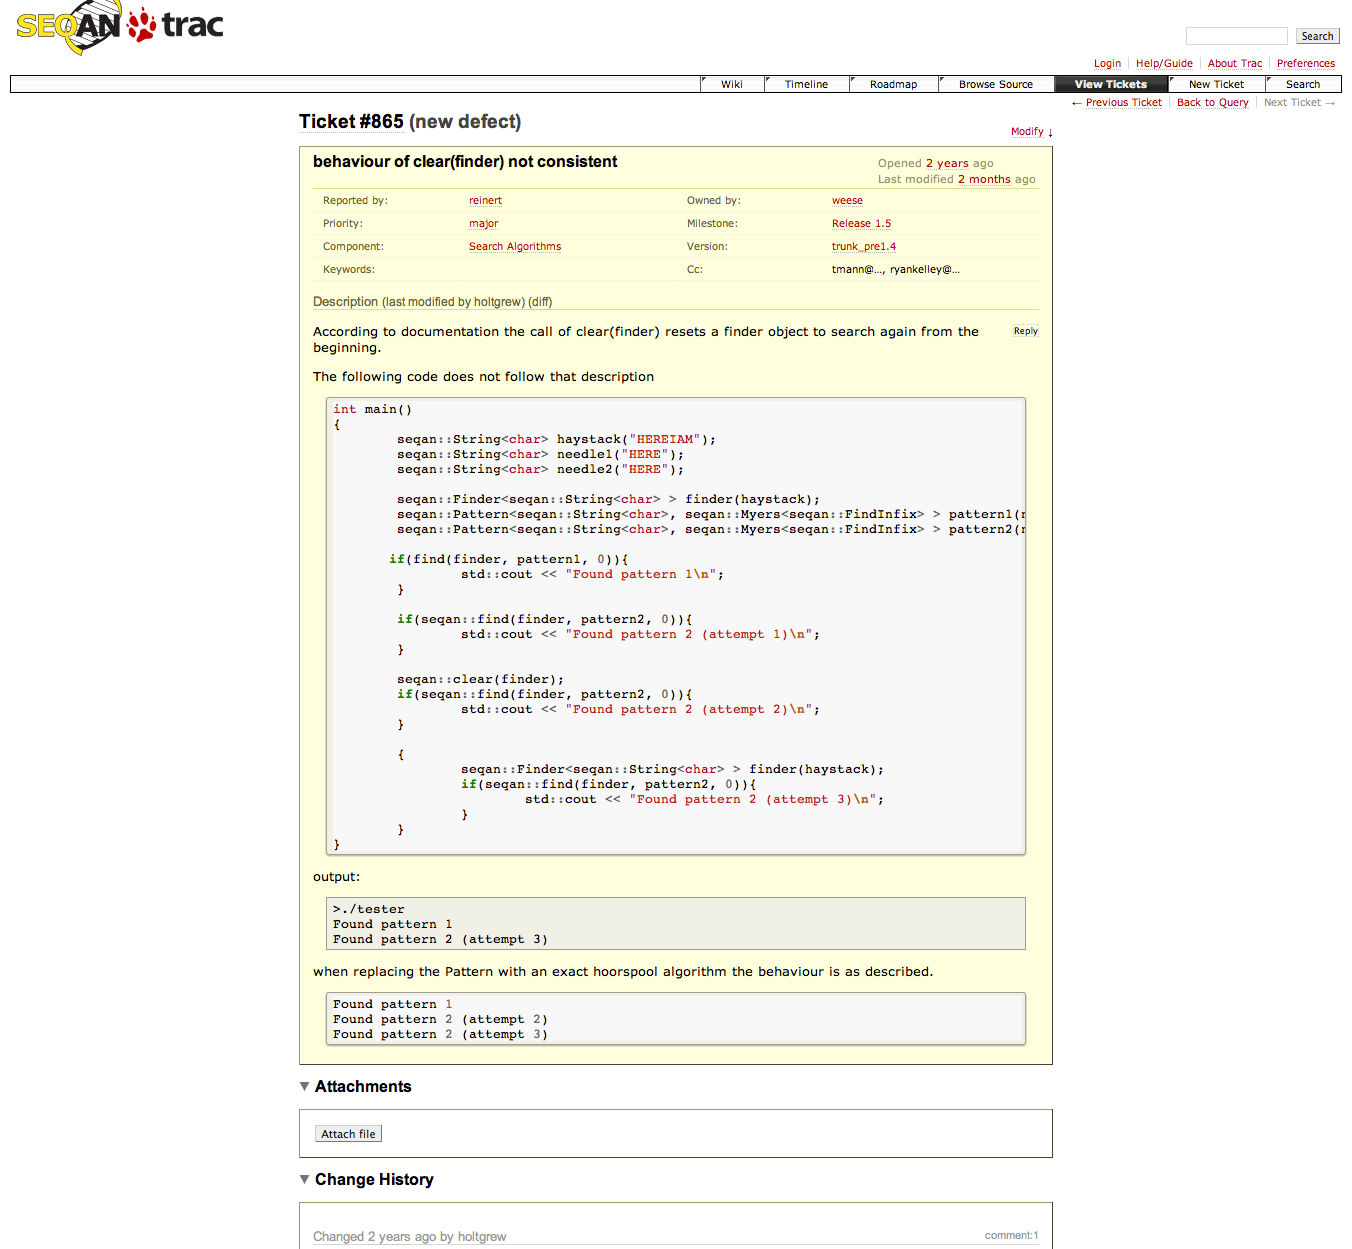 SEQAN trac
Search
Login Help/Guide About Trac Preferences
Wiki Timeline Roadmap Browse Source View Tickets New Ticket Search
← Previous Ticket Back to Query Next Ticket →
Ticket #865 (new defect)
Modify ↓
behaviour of clear(finder) not consistent
Opened 2 years ago
Last modified 2 months ago
Reported by: reinert Owned by: weese
Priority: major Milestone: Release 1.5
Component: Search Algorithms Version: trunk_pre1.4
Keywords: Cc: tmann@..., ryankelley@...
Description (last modified by holtgrew) (diff)
According to documentation the call of clear(finder) resets a finder object to search again from the
beginning.
Reply
The following code does not follow that description
int main()
{
seqan::String<char> haystack("HEREIAM");
seqan::String<char> needle1("HERE");
seqan::String<char> needle2("HERE");
seqan::Finder<seqan::String<char> > finder(haystack);
seqan::Pattern<seqan::String<char>, seqan::Myers<seqan::FindInfix> > pattern1(
seqan::Pattern<seqan::String<char>, seqan::Myers<seqan::FindInfix> > pattern2(
if(find(finder, pattern1, 0)){
std::cout << "Found pattern 1\n";
}
if(seqan::find(finder, pattern2, 0)){
std::cout << "Found pattern 2 (attempt 1)\n";
}
seqan::clear(finder);
if(seqan::find(finder, pattern2, 0)){
std::cout << "Found pattern 2 (attempt 2)\n";
}
{
seqan::Finder<seqan::String<char> > finder(haystack);
if(seqan::find(finder, pattern2, 0)){
std::cout << "Found pattern 2 (attempt 3)\n";
}
}
}
output:
>./tester
Found pattern 1
Found pattern 2 (attempt 3)
when replacing the Pattern with an exact hoorspool algorithm the behaviour is as described.
Found pattern 1
Found pattern 2 (attempt 2)
Found pattern 2 (attempt 3)
▼ Attachments
Attach file
▼ Change History
Changed 2 years ago by holtgrew
comment:1